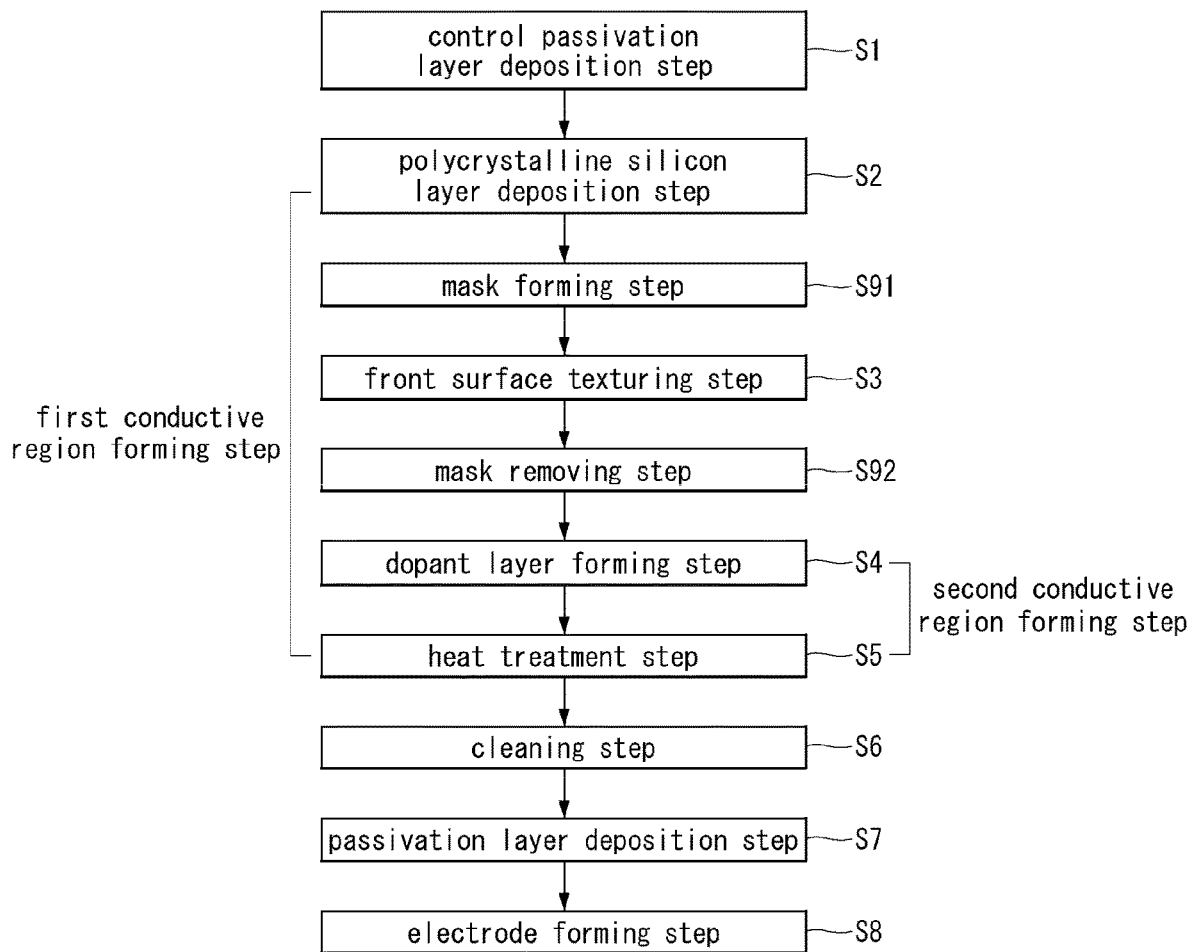 control passivation
layer deposition step
S1
polycrystalline silicon
layer deposition step
S2
mask forming step
S91
front surface texturing step
S3
first conductive
region forming step
mask removing step
S92
dopant layer forming step
S4
second conductive
region forming step
heat treatment step
S5
cleaning step
S6
passivation layer deposition step
S7
electrode forming step
S8